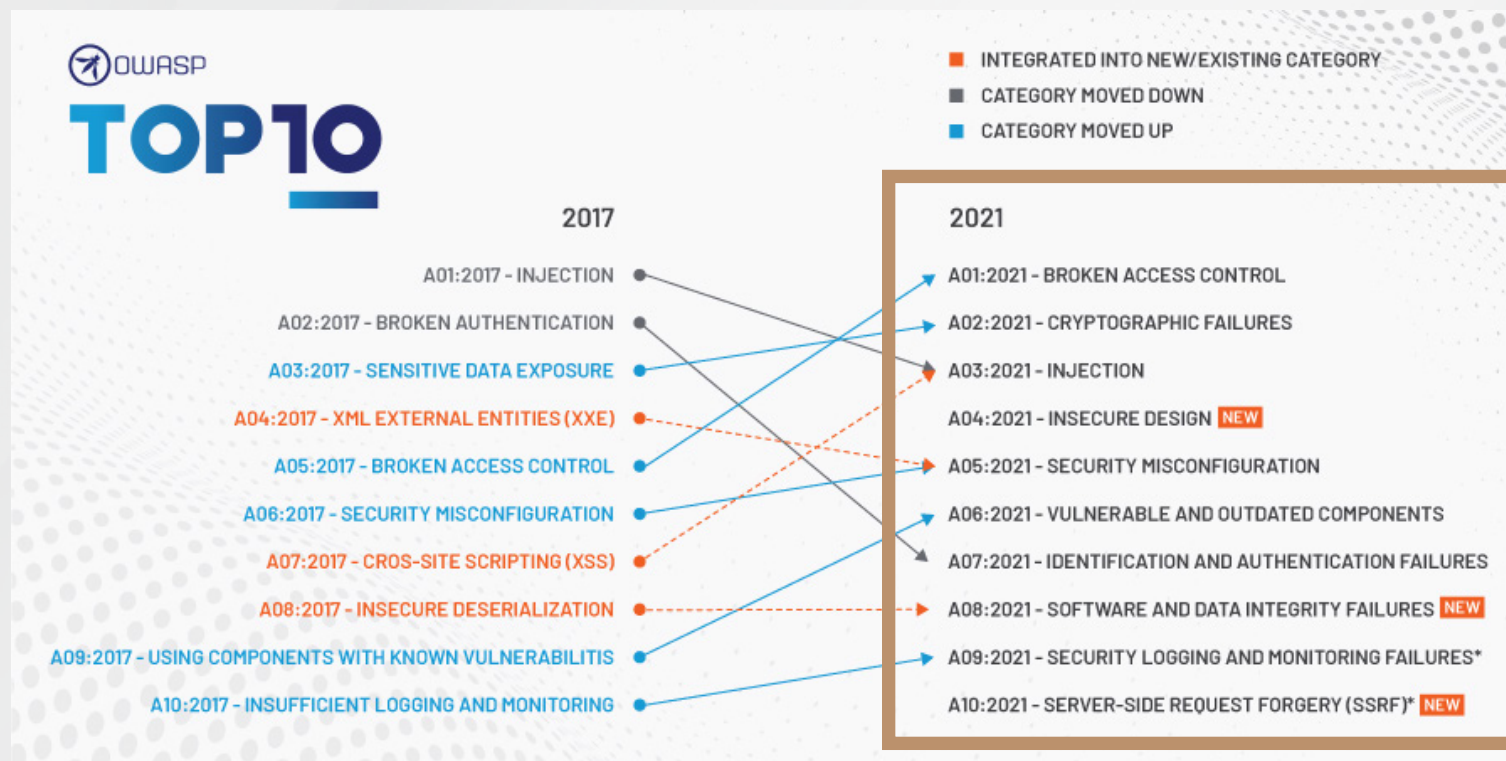 OWASP
TOP10
INTEGRATED INTO NEW/EXISTING CATEGORY
CATEGORY MOVED DOWN
CATEGORY MOVED UP
2017
A01:2017 - INJECTION
A02:2017 - BROKEN AUTHENTICATION
A03:2017 - SENSITIVE DATA EXPOSURE
A04:2017 - XML EXTERNAL ENTITIES (XXE)
A05:2017 - BROKEN ACCESS CONTROL
A06:2017 - SECURITY MISCONFIGURATION
A07:2017 - CROS-SITE SCRIPTING (XSS)
A08:2017 - INSECURE DESERIALIZATION
A09:2017 - USING COMPONENTS WITH KNOWN VULNERABILITIS
A10:2017 - INSUFFICIENT LOGGING AND MONITORING
2021
A01:2021 - BROKEN ACCESS CONTROL
A02:2021 - CRYPTOGRAPHIC FAILURES
A03:2021 - INJECTION
A04:2021 - INSECURE DESIGN NEW
A05:2021 - SECURITY MISCONFIGURATION
A06:2021 - VULNERABLE AND OUTDATED COMPONENTS
A07:2021 - IDENTIFICATION AND AUTHENTICATION FAILURES
A08:2021 - SOFTWARE AND DATA INTEGRITY FAILURES NEW
A09:2021 - SECURITY LOGGING AND MONITORING FAILURES*
A10:2021 - SERVER-SIDE REQUEST FORGERY (SSRF)* NEW